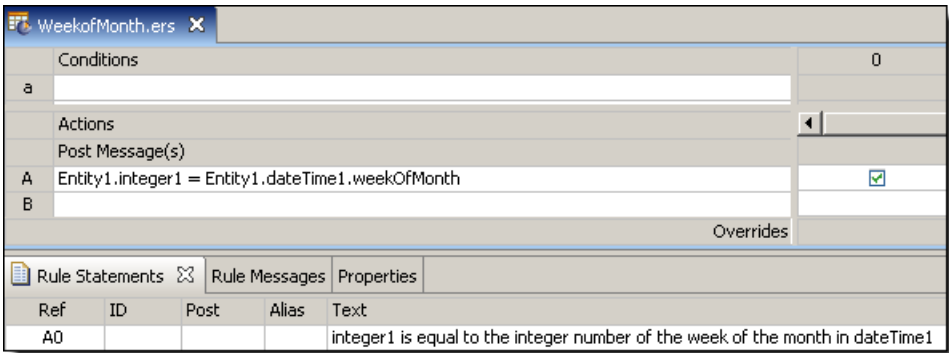 WeekofMonth.ers
Conditions 0
a
Actions
Post Message(s)
A Entity1.integer1 = Entity1.dateTime1.weekOfMonth
B
Overrides
Rule Statements Rule Messages Properties
Ref ID Post Alias Text
A0 integer1 is equal to the integer number of the week of the month in dateTime1